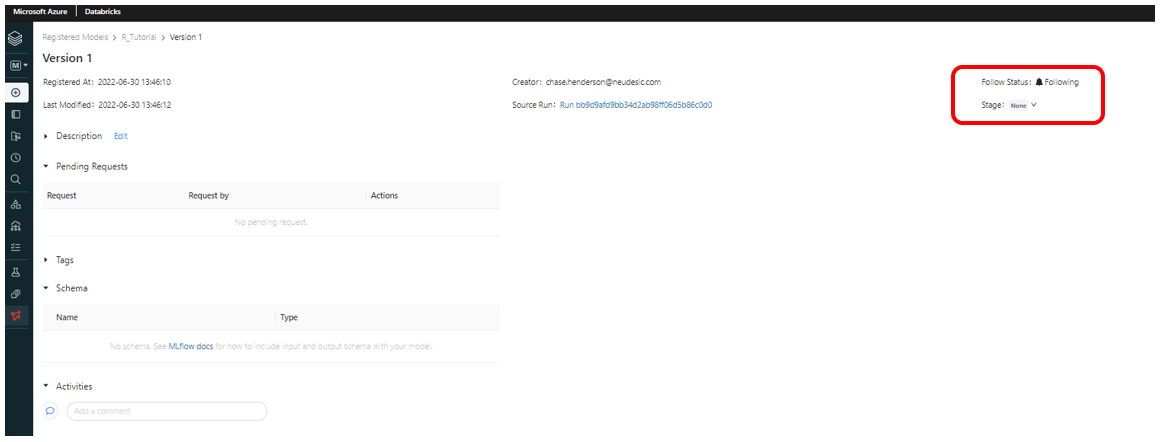 Microsoft Azure | Databricks
Registered Models > R_Tutorial > Version 1
Version 1
Registered At: 2022-06-30 13:46:10 Creator: chase.henderson@neudesic.com Follow Status: Following
Last Modified: 2022-06-30 13:46:12 Source Run: Run bb9d9afd9bb34d2ab98ff06d5b86c0d0 Stage: None
M
Description Edit
Pending Requests
Request Request by Actions
No pending request.
Tags
Schema
Name Type
No schema. See MLflow docs for how to include input and output schema with your model.
Activities
Add a comment